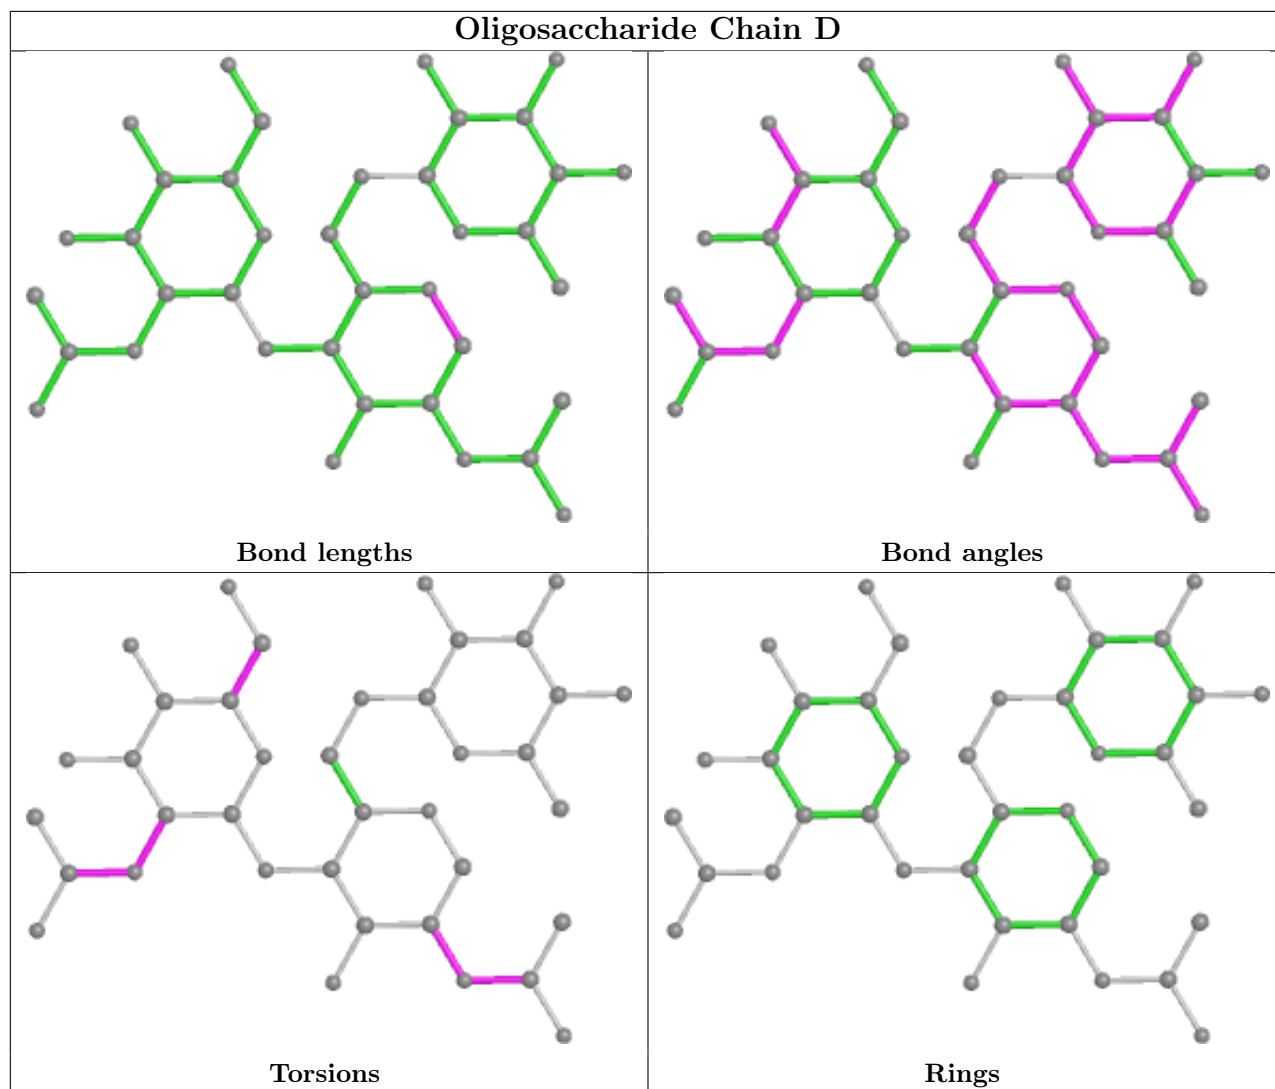 Oligosaccharide Chain D
Bond lengths
Bond angles
Torsions
Rings